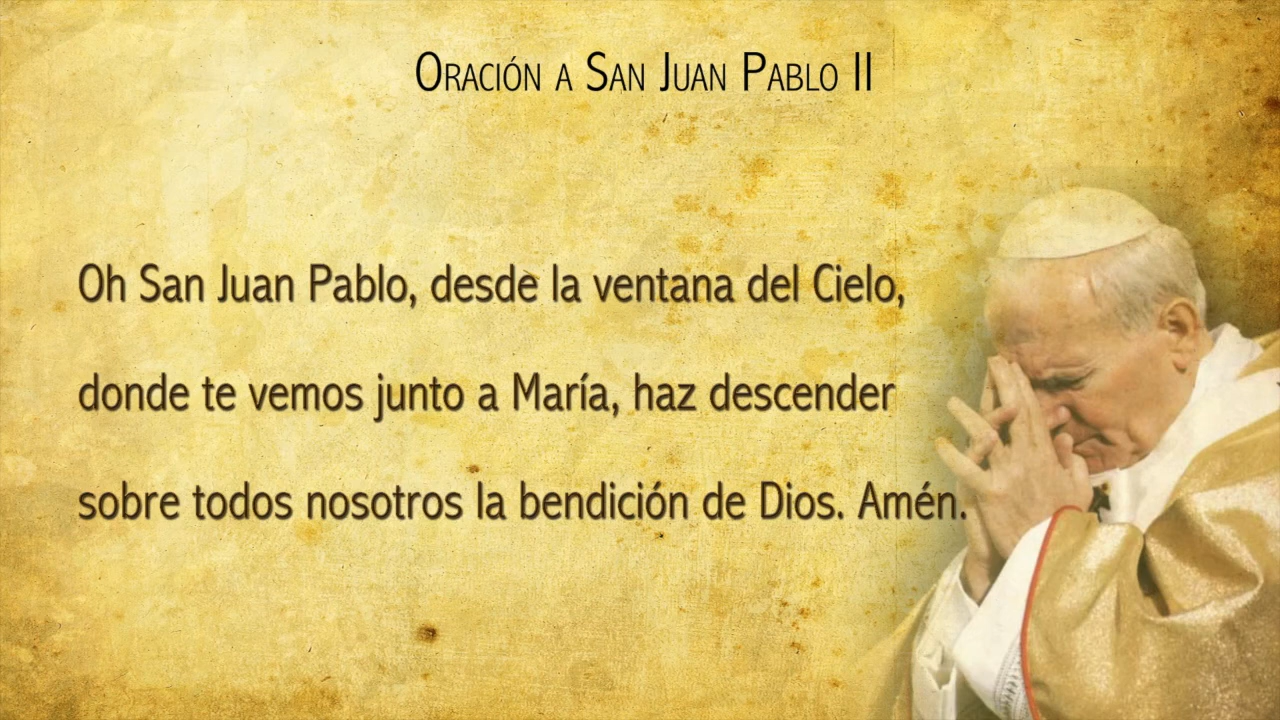 Oración a San Juan Pablo II
Oh San Juan Pablo, desde la ventana del Cielo,
donde te vemos junto a María, haz descender
sobre todos nosotros la bendición de Dios. Amén.